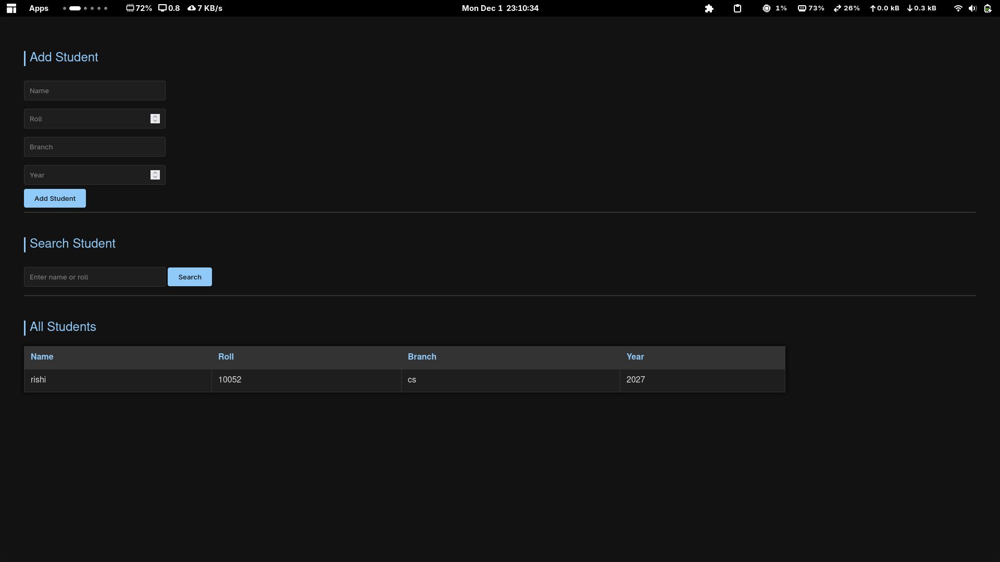 Apps 72% 0.8 7 KB/s Mon Dec 1 23:10:34 1% 73% 26% 0.0 kB 0.3 kB
Add Student
Name
Roll
Branch
Year
Add Student
Search Student
Enter name or roll Search
All Students
Name Roll Branch Year
rishi 10052 cs 2027